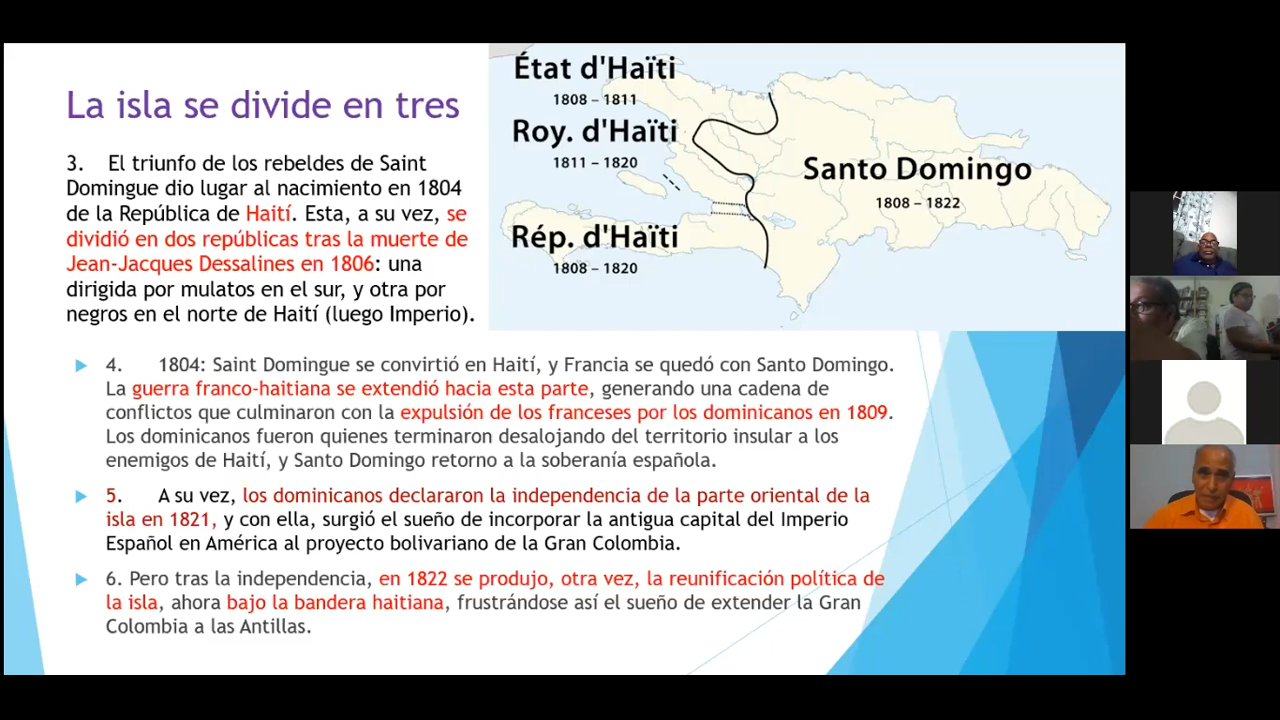 La isla se divide en tres
3. El triunfo de los rebeldes de Saint
Domingue dio lugar al nacimiento en 1804
de la República de Haití. Esta, a su vez, se
dividió en dos repúblicas tras la muerte de
Jean-Jacques Dessalines en 1806: una
dirigida por mulatos en el sur, y otra por
negros en el norte de Haití (luego Imperio).
État d'Haïti
1808 – 1811
Roy. d'Haïti
1811 – 1820
Rép. d'Haïti
1808 – 1820
Santo Domingo
1808 – 1822
4. 1804: Saint Domingue se convirtió en Haití, y Francia se quedó con Santo Domingo.
La guerra franco-haitiana se extendió hacia esta parte, generando una cadena de
conflictos que culminaron con la expulsión de los franceses por los dominicanos en 1809.
Los dominicanos fueron quienes terminaron desalojando del territorio insular a los
enemigos de Haití, y Santo Domingo retorno a la soberanía española.
5. A su vez, los dominicanos declararon la independencia de la parte oriental de la
isla en 1821, y con ella, surgió el sueño de incorporar la antigua capital del Imperio
Español en América al proyecto bolivariano de la Gran Colombia.
6. Pero tras la independencia, en 1822 se produjo, otra vez, la reunificación política de
la isla, ahora bajo la bandera haitiana, frustrándose así el sueño de extender la Gran
Colombia a las Antillas.